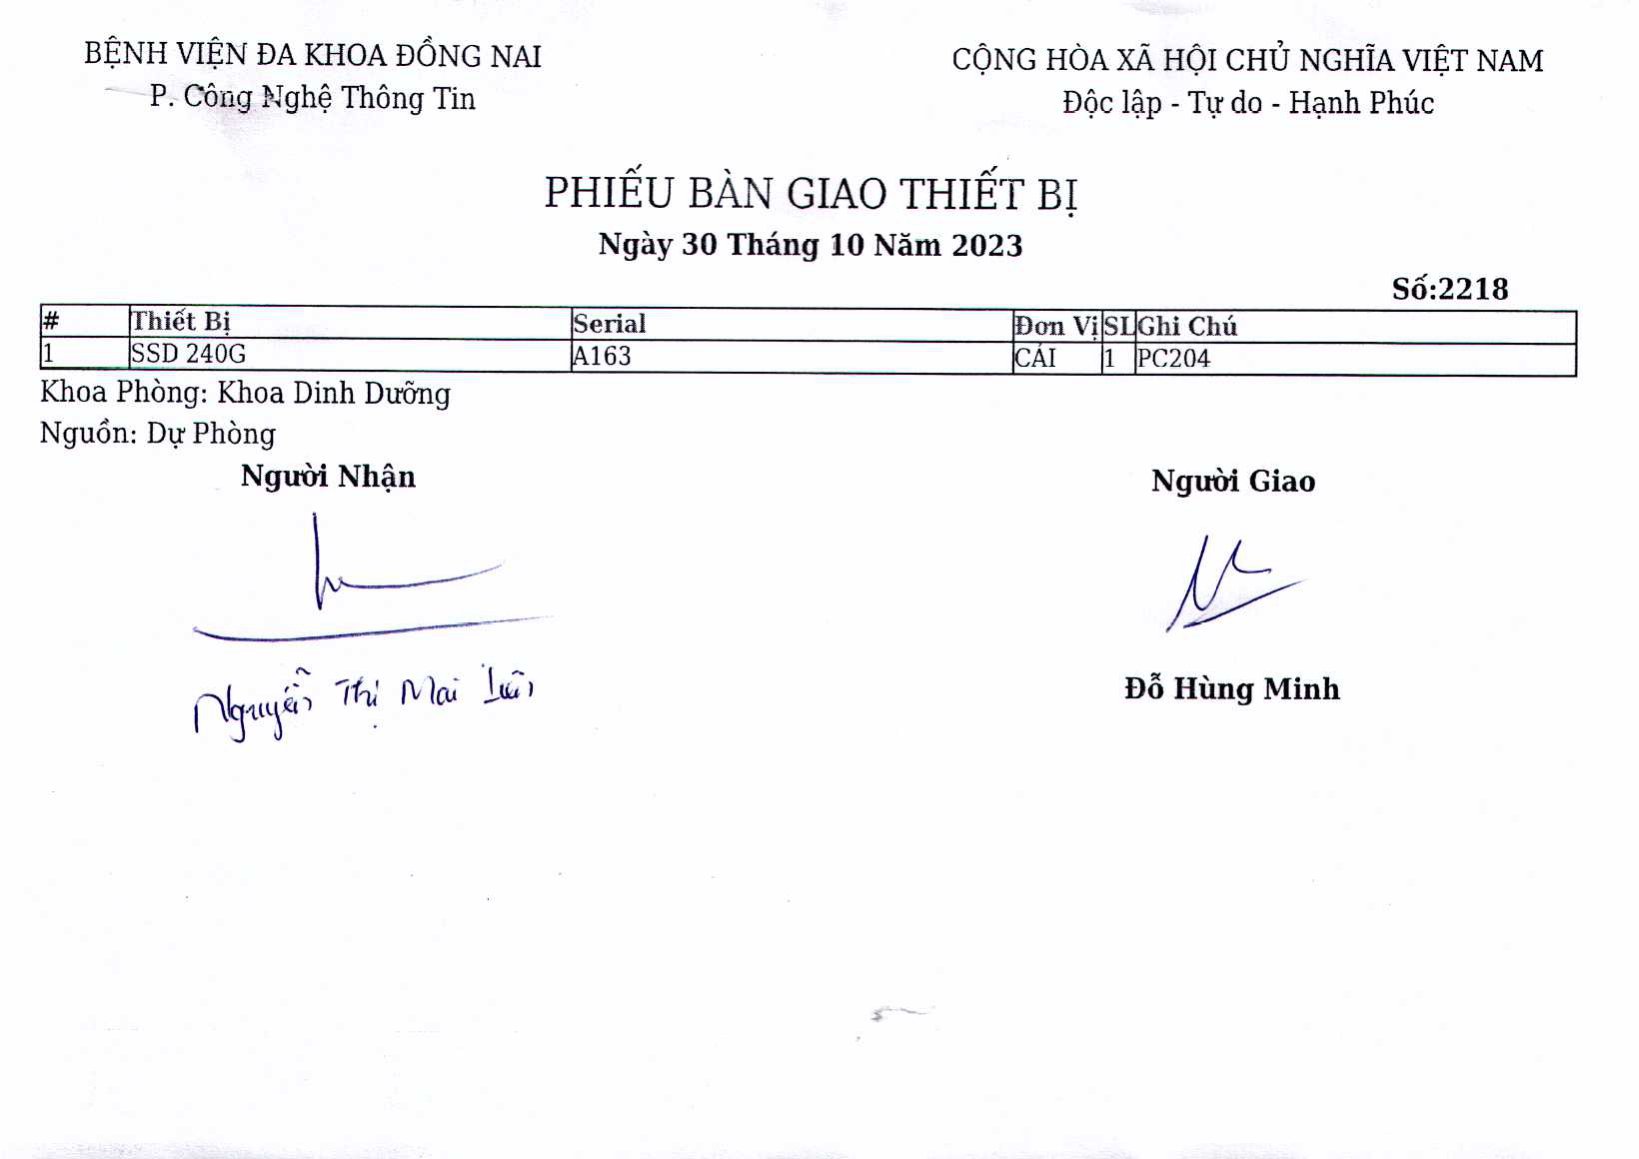 BỆNH VIỆN ĐA KHOA ĐỒNG NAI
P. Công Nghệ Thông Tin
CỘNG HÒA XÃ HỘI CHỦ NGHĨA VIỆT NAM
Độc lập - Tự do - Hạnh Phúc
PHIẾU BÀN GIAO THIẾT BỊ
Ngày 30 Tháng 10 Năm 2023
Số:2218
# Thiết Bị Serial Đơn Vị SL Ghi Chú
1 SSD 240G A163 CÁI 1 PC204
Khoa Phòng: Khoa Dinh Dưỡng
Nguồn: Dự Phòng
Người Nhận Người Giao
Nguyễn Thị Mai
Đỗ Hùng Minh